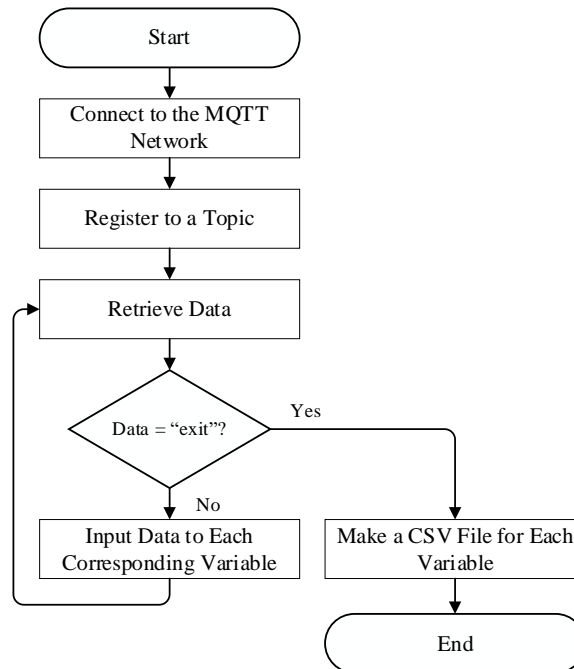 Start
Connect to the MQTT
Network
Register to a Topic
Retrieve Data
Data = “exit”?
Yes
No
Input Data to Each
Corresponding Variable
Make a CSV File for Each
Variable
End